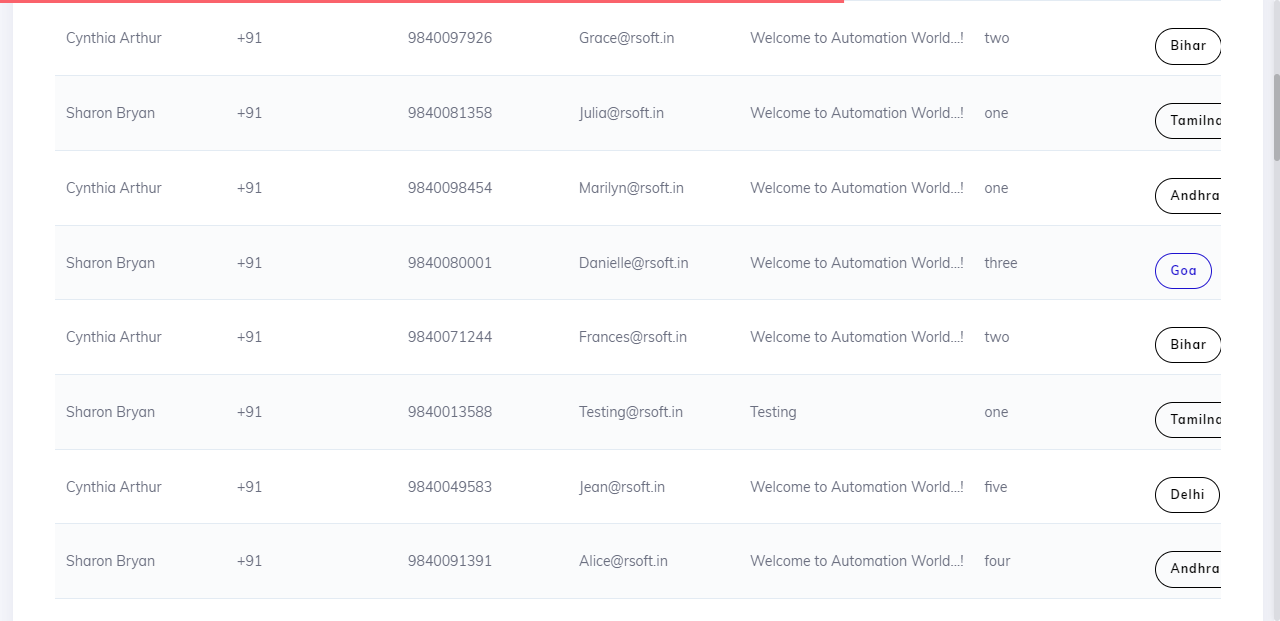 Cynthia Arthur +91 9840097926 Grace@rsoft.in Welcome to Automation World...! two Bihar
Sharon Bryan +91 9840081358 Julia@rsoft.in Welcome to Automation World...! one
Cynthia Arthur +91 9840098454 Marilyn@rsoft.in Welcome to Automation World...! one Andhra
Sharon Bryan +91 9840080001 Danielle@rsoft.in Welcome to Automation World...! three Goa
Cynthia Arthur +91 9840071244 Frances@rsoft.in Welcome to Automation World...! two Bihar
Sharon Bryan +91 9840013588 Testing@rsoft.in Testing one
Cynthia Arthur +91 9840049583 Jean@rsoft.in Welcome to Automation World...! five Delhi
Sharon Bryan +91 9840091391 Alice@rsoft.in Welcome to Automation World...! four Andhra